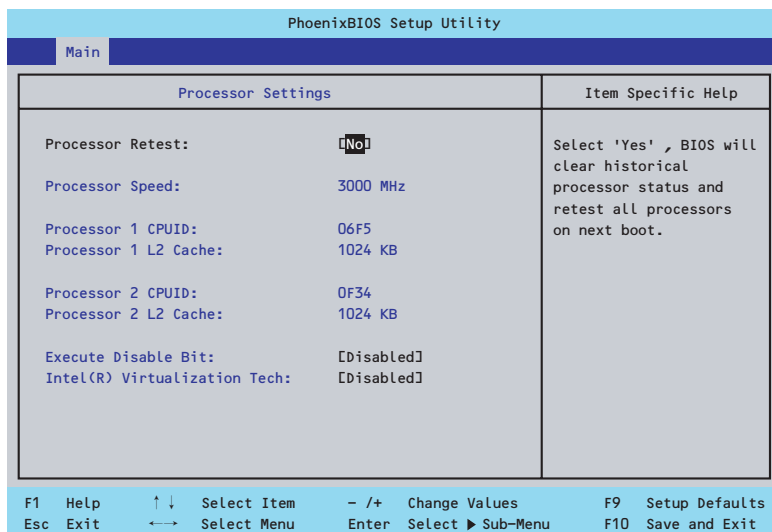 PhoenixBIOS Setup Utility
Main
Processor Settings
Item Specific Help
Processor Retest: [No]
Processor Speed: 3000 MHz
Processor 1 CPUID: 06F5
Processor 1 L2 Cache: 1024 KB
Processor 2 CPUID: 0F34
Processor 2 L2 Cache: 1024 KB
Execute Disable Bit: [Disabled]
Intel(R) Virtualization Tech: [Disabled]
Select 'Yes' , BIOS will
clear historical
processor status and
retest all processors
on next boot.
F1 Help ↑↓ Select Item - /+ Change Values F9 Setup Defaults
Esc Exit ←→ Select Menu Enter Select ▶ Sub-Menu F10 Save and Exit